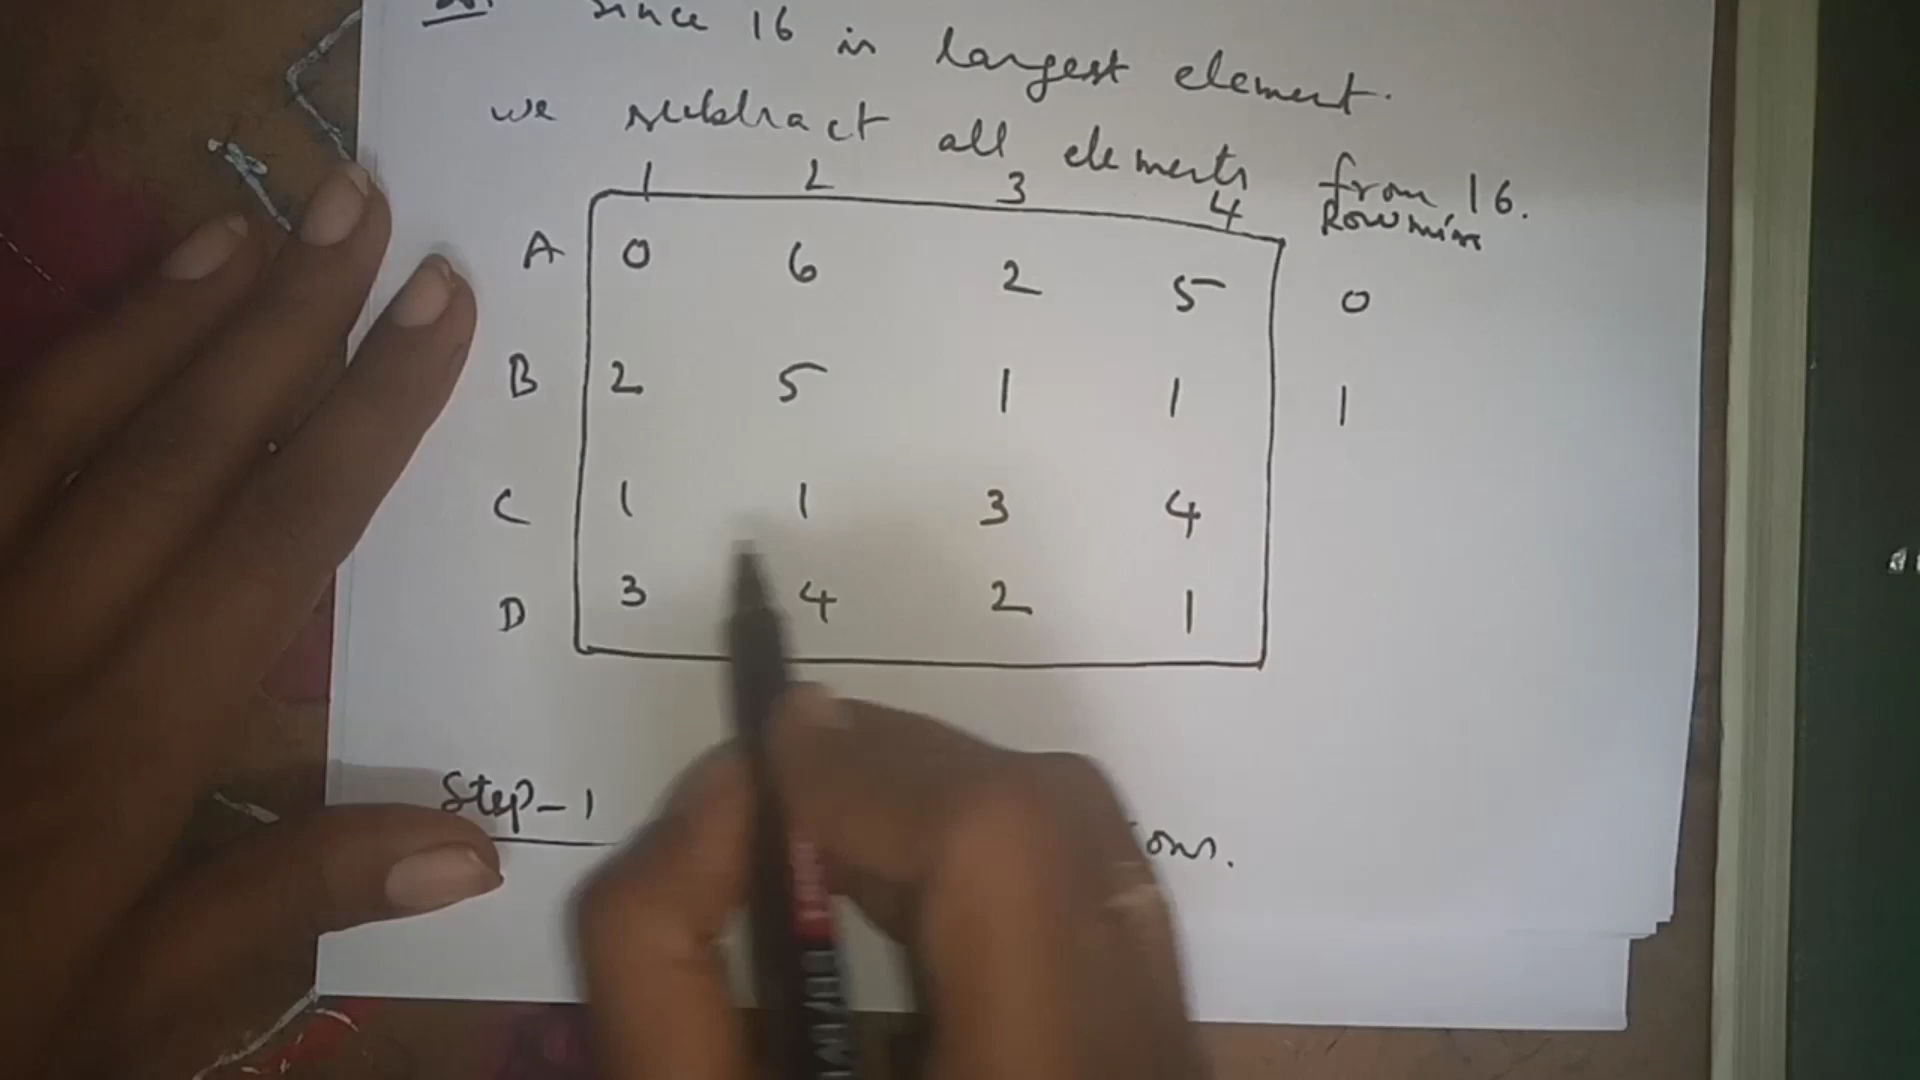 Since 16 is largest element.
we subtract all elements from 16.
1 2 3 4 Row mins
A 0 6 2 5 0
B 2 5 1 1 1
C 1 1 3 4
D 3 4 2 1
Step-1